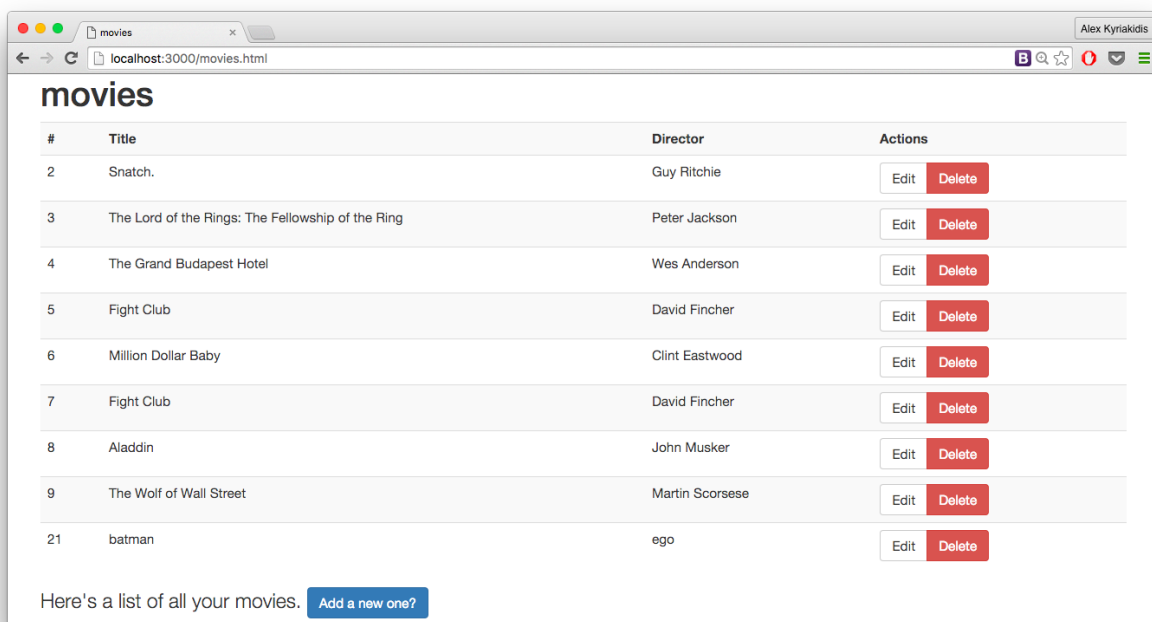 movies
Alex Kyriakidis
localhost:3000/movies.html
movies
# Title Director Actions
2 Snatch. Guy Ritchie Edit Delete
3 The Lord of the Rings: The Fellowship of the Ring Peter Jackson Edit Delete
4 The Grand Budapest Hotel Wes Anderson Edit Delete
5 Fight Club David Fincher Edit Delete
6 Million Dollar Baby Clint Eastwood Edit Delete
7 Fight Club David Fincher Edit Delete
8 Aladdin John Musker Edit Delete
9 The Wolf of Wall Street Martin Scorsese Edit Delete
21 batman ego Edit Delete
Here's a list of all your movies. Add a new one?